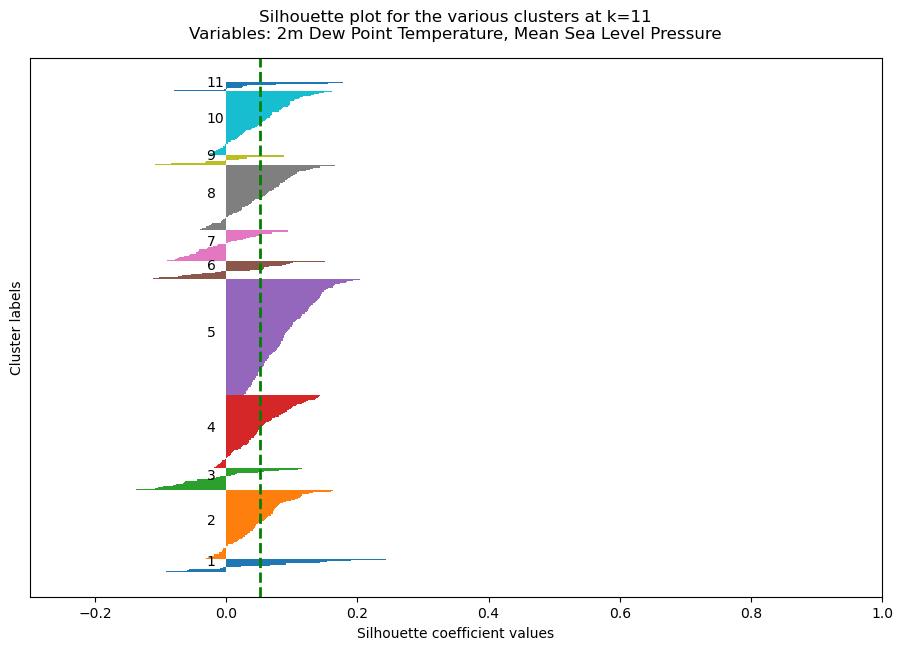 Silhouette plot for the various clusters at k=11
Variables: 2m Dew Point Temperature, Mean Sea Level Pressure
11
10
9
8
7
6
5
4
3
2
1
Cluster labels
−0.2 0.0 0.2 0.4 0.6 0.8 1.0
Silhouette coefficient values